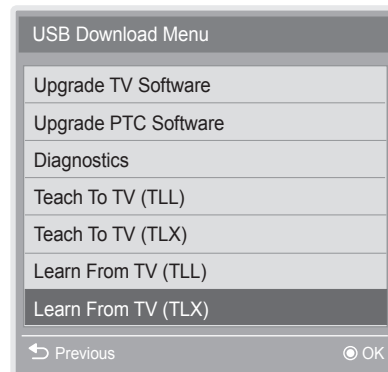 USB Download Menu
Upgrade TV Software
Upgrade PTC Software
Diagnostics
Teach To TV (TLL)
Teach To TV (TLX)
Learn From TV (TLL)
Learn From TV (TLX)
Previous OK